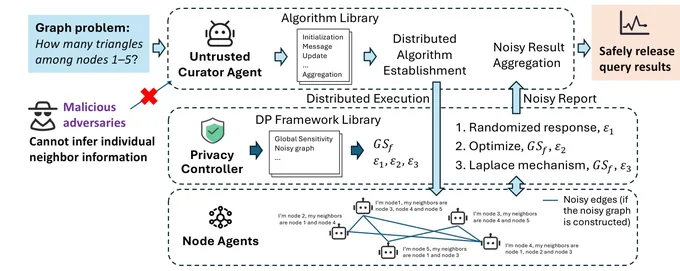 Graph problem:
How many triangles
among nodes 1–5?
Malicious
adversaries
Cannot infer individual
neighbor information
Algorithm Library
Untrusted
Curator Agent
Initialization
Message
Update
...
Aggregation
Distributed
Algorithm
Establishment
Noisy Result
Aggregation
Safely release
query results
Distributed Execution
Noisy Report
DP Framework Library
Privacy
Controller
Global Sensitivity
Noisy graph
...
GS_f
ε₁, ε₂, ε₃
1. Randomized response, ε₁
2. Optimize, GS_f, ε₂
3. Laplace mechanism, GS_f, ε₃
Node Agents
I'm node1, my neighbors are
node 3, node 4 and node 5
I'm node 2, my neighbors
are node 1 and node 4
I'm node 3, my neighbors
are node 4 and node 5
I'm node 5, my neighbors
are node 1 and node 3
I'm node 4, my neighbors are
node 1, node 2 and node 3
Noisy edges (if
the noisy graph
is constructed)